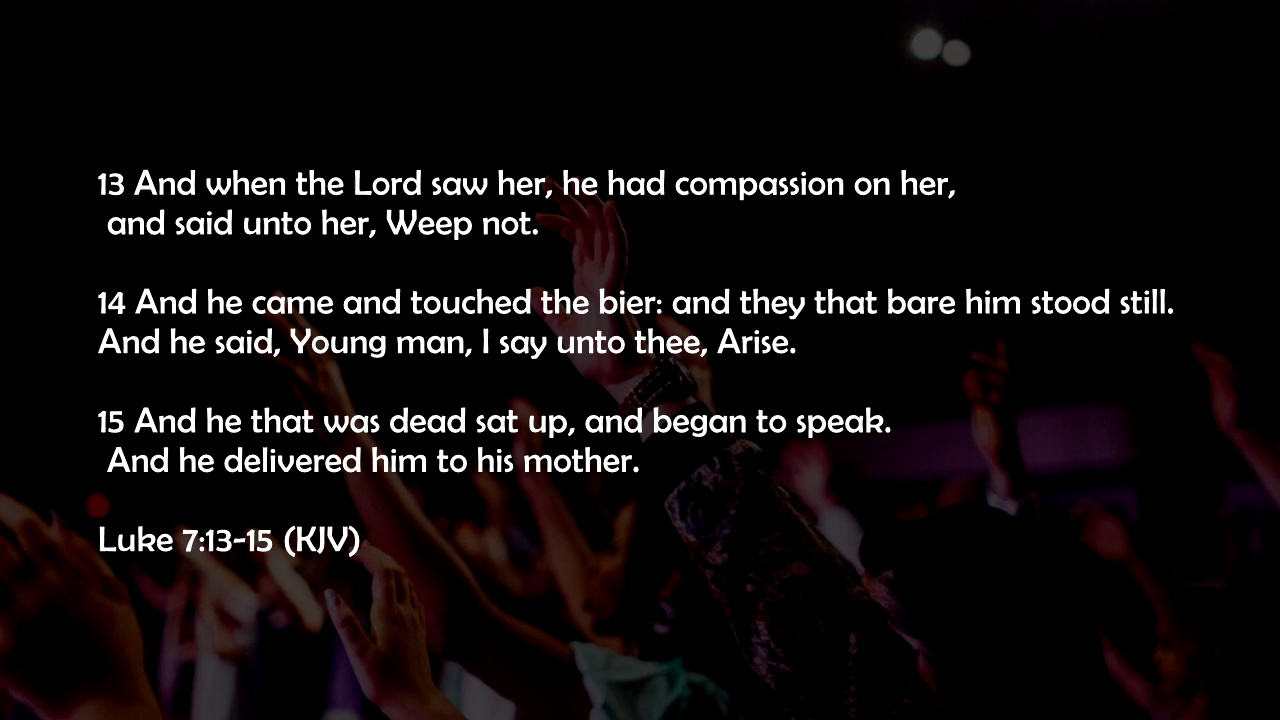 13 And when the Lord saw her, he had compassion on her,
and said unto her, Weep not.
14 And he came and touched the bier: and they that bare him stood still.
And he said, Young man, I say unto thee, Arise.
15 And he that was dead sat up, and began to speak.
And he delivered him to his mother.
Luke 7:13-15 (KJV)